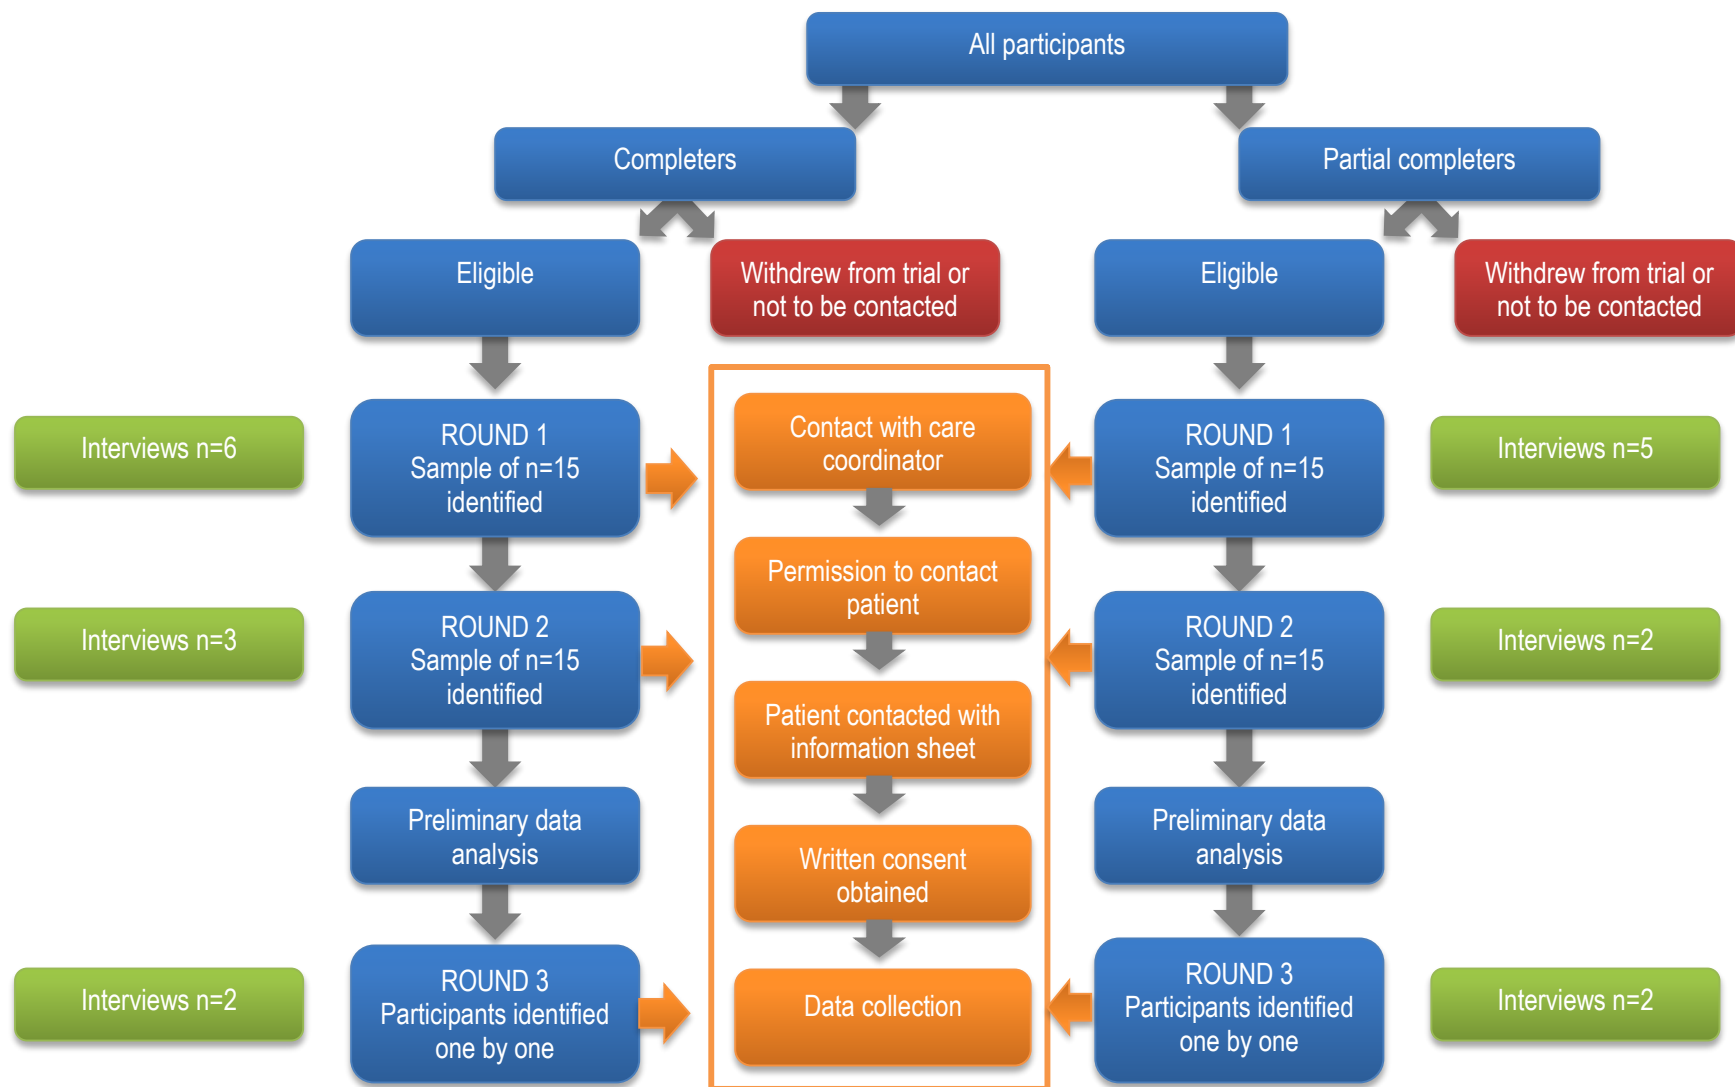 All participants
Completers
Partial completers
Eligible
Withdrew from trial or
not to be contacted
Eligible
Withdrew from trial or
not to be contacted
Interviews n=6
ROUND 1
Sample of n=15
identified
Contact with care
coordinator
ROUND 1
Sample of n=15
identified
Interviews n=5
Permission to contact
patient
Interviews n=3
ROUND 2
Sample of n=15
identified
ROUND 2
Sample of n=15
identified
Interviews n=2
Patient contacted with
information sheet
Preliminary data
analysis
Written consent
obtained
Preliminary data
analysis
Interviews n=2
ROUND 3
Participants identified
one by one
Data collection
ROUND 3
Participants identified
one by one
Interviews n=2